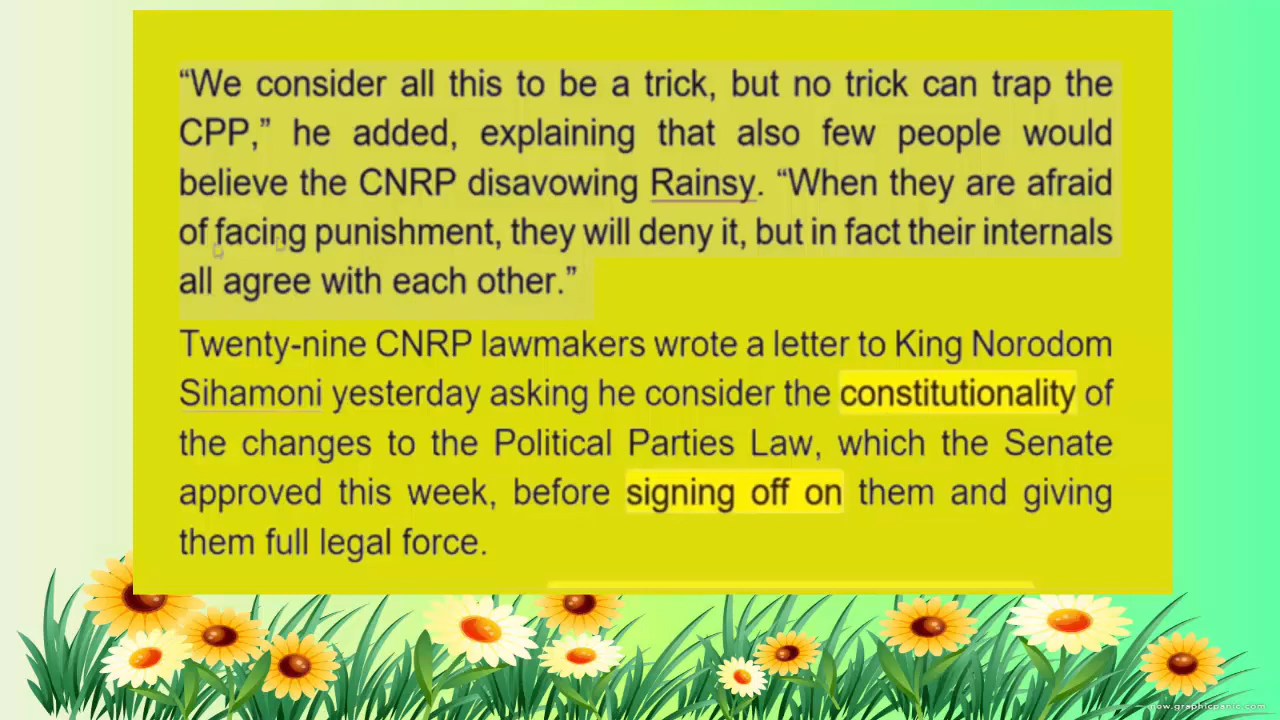 “We consider all this to be a trick, but no trick can trap the
CPP,” he added, explaining that also few people would
believe the CNRP disavowing Rainsy. “When they are afraid
of facing punishment, they will deny it, but in fact their internals
all agree with each other.”
Twenty-nine CNRP lawmakers wrote a letter to King Norodom
Sihamoni yesterday asking he consider the constitutionality of
the changes to the Political Parties Law, which the Senate
approved this week, before signing off on them and giving
them full legal force.
now.graphicpanic.com